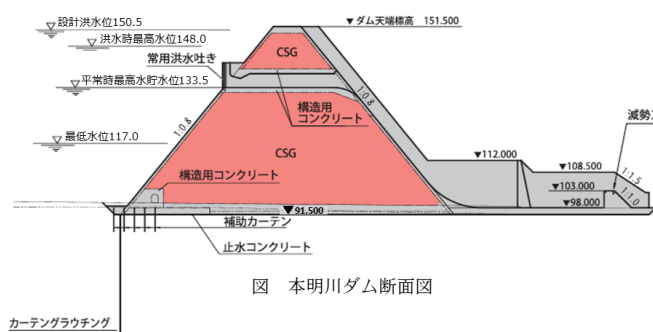 設計洪水位150.5
▼ダム天端標高 151.500
洪水時最高水位148.0
CSG
常用洪水吐き
平常時最高水貯水位133.5
1:0.8
1:0.8
構造用
コンクリート
減勢工
最低水位117.0
CSG
▼112.000
▼108.500
1:1.5
構造用コンクリート
▼103.000
1:1.0
▼98.000
▼91.500
補助カーテン
止水コンクリート
図 本明川ダム断面図
カーテングラウチング